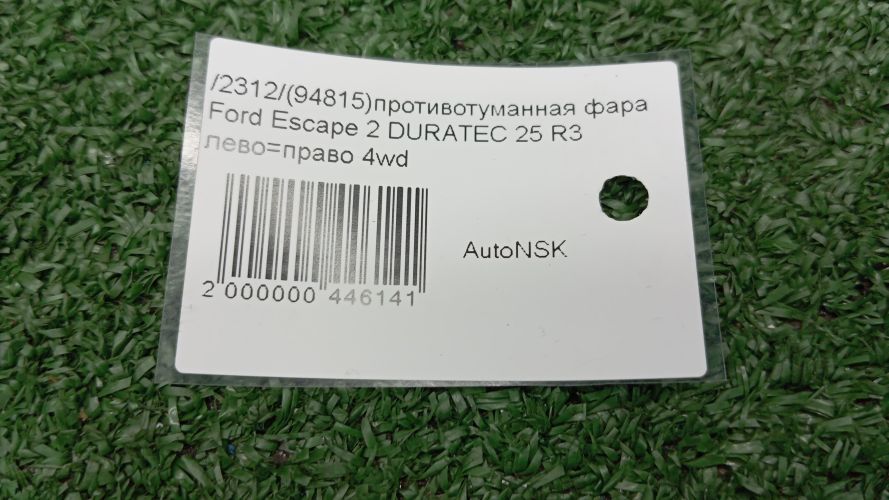 /2312/(94815)противотуманная фара
Ford Escape 2 DURATEC 25 R3
лево=право 4wd
AutoNSK
2 000000 446141